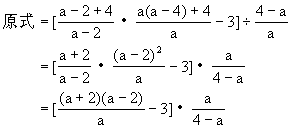 原式 = [(a−2+4)/(a−2) • (a(a−4)+4)/a −3] ÷ (4−a)/a
= [(a+2)/(a−2) • (a−2)²/a −3] • a/(4−a)
= [(a+2)(a−2)/a −3] • a/(4−a)